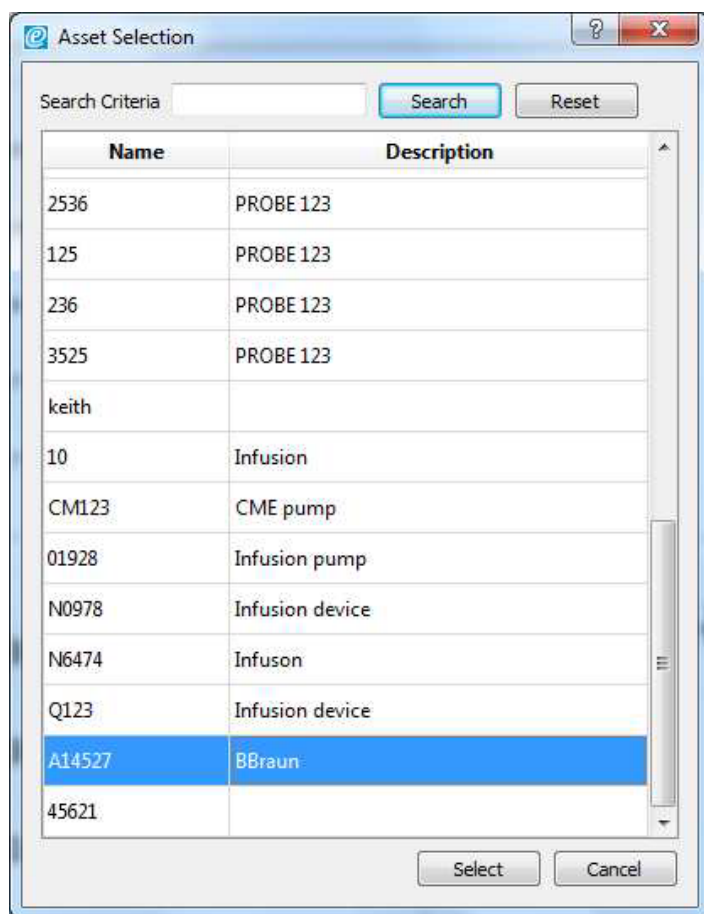 Asset Selection
Search Criteria Search Reset
Name Description
2536 PROBE 123
125 PROBE 123
236 PROBE 123
3525 PROBE 123
keith
10 Infusion
CM123 CME pump
01928 Infusion pump
N0978 Infusion device
N6474 Infuson
Q123 Infusion device
A14527 BBraun
45621
Select Cancel